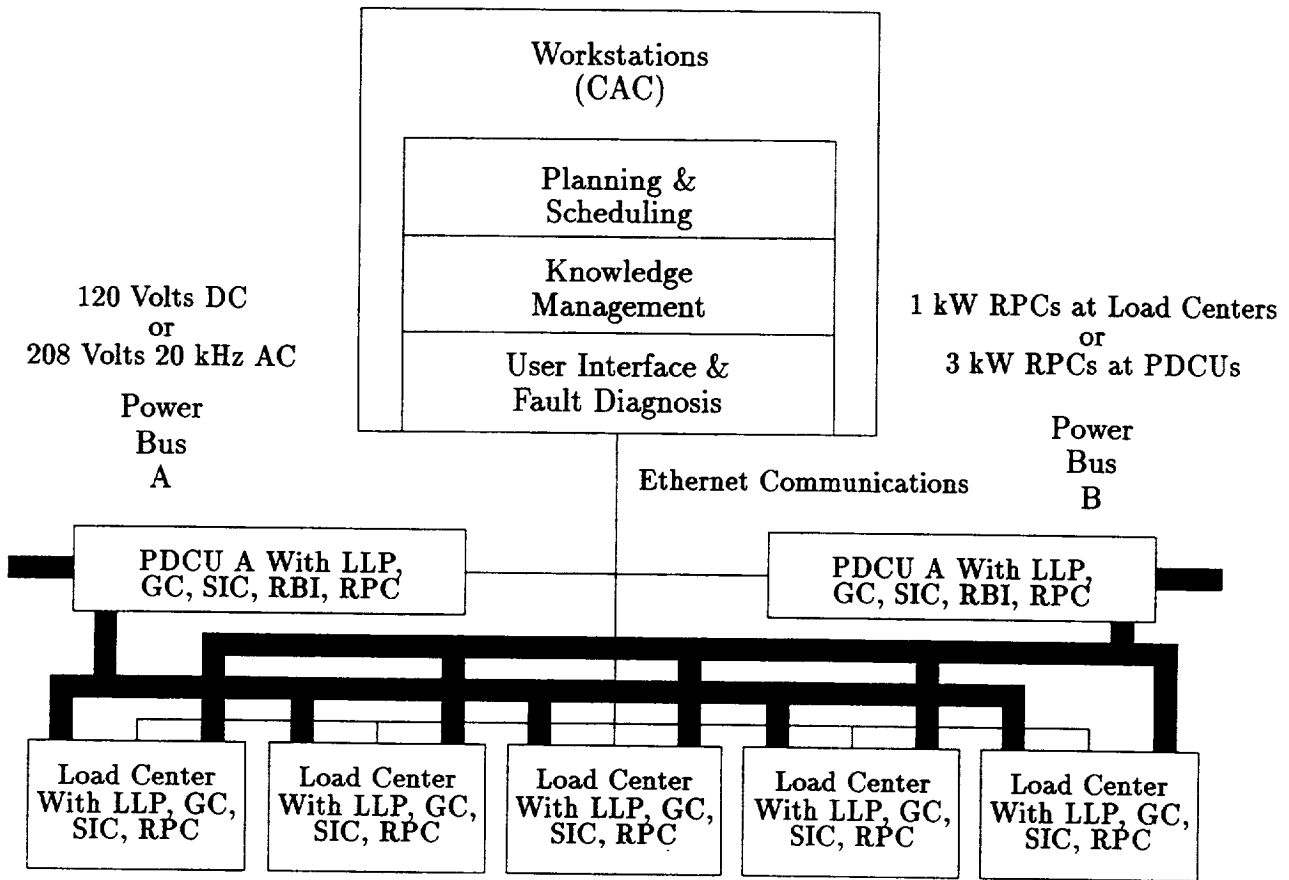 Workstations
(CAC)
Planning &
Scheduling
Knowledge
Management
User Interface &
Fault Diagnosis
120 Volts DC
or
208 Volts 20 kHz AC
Power
Bus
A
1 kW RPCs at Load Centers
or
3 kW RPCs at PDCUs
Power
Bus
B
Ethernet Communications
PDCU A With LLP,
GC, SIC, RBI, RPC
PDCU A With LLP,
GC, SIC, RBI, RPC
Load Center
With LLP, GC,
SIC, RPC
Load Center
With LLP, GC,
SIC, RPC
Load Center
With LLP, GC,
SIC, RPC
Load Center
With LLP, GC,
SIC, RPC
Load Center
With LLP, GC,
SIC, RPC